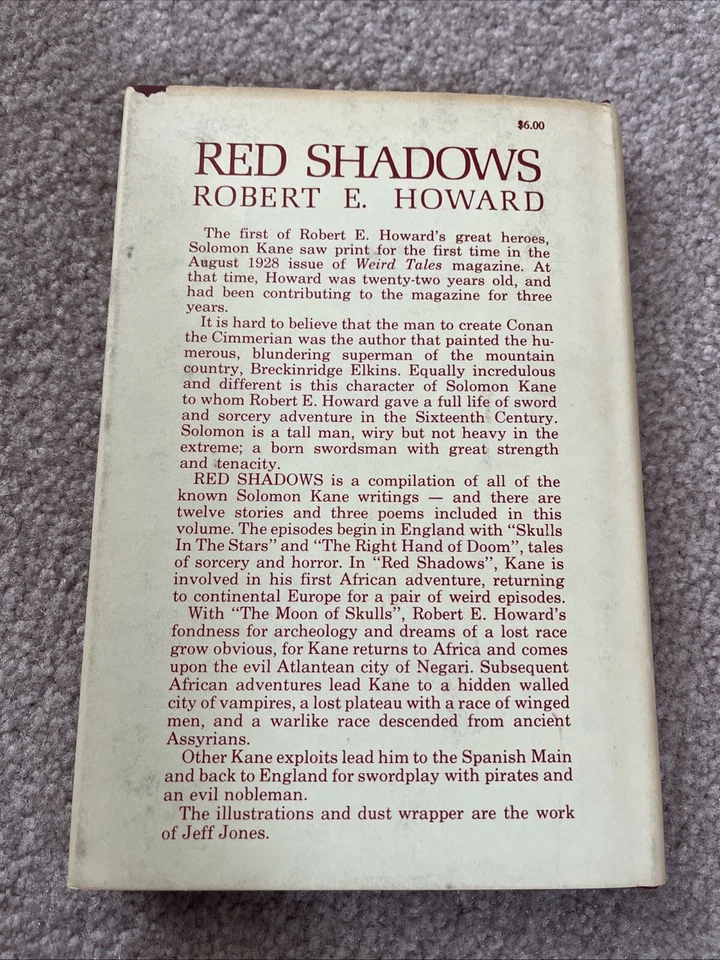 $6.00
RED SHADOWS
ROBERT E. HOWARD
The first of Robert E. Howard's great heroes,
Solomon Kane saw print for the first time in the
August 1928 issue of Weird Tales magazine. At
that time, Howard was twenty-two years old, and
had been contributing to the magazine for three
years.
It is hard to believe that the man to create Conan
the Cimmerian was the author that painted the hu-
merous, blundering superman of the mountain
country, Breckinridge Elkins. Equally incredulous
and different is this character of Solomon Kane
to whom Robert E. Howard gave a full life of sword
and sorcery adventure in the Sixteenth Century.
Solomon is a tall man, wiry but not heavy in the
extreme; a born swordsman with great strength
and tenacity.
RED SHADOWS is a compilation of all of the
known Solomon Kane writings — and there are
twelve stories and three poems included in this
volume. The episodes begin in England with “Skulls
In The Stars” and “The Right Hand of Doom”, tales
of sorcery and horror. In “Red Shadows”, Kane is
involved in his first African adventure, returning
to continental Europe for a pair of weird episodes.
With “The Moon of Skulls”, Robert E. Howard's
fondness for archeology and dreams of a lost race
grow obvious, for Kane returns to Africa and comes
upon the evil Atlantean city of Negari. Subsequent
African adventures lead Kane to a hidden walled
city of vampires, a lost plateau with a race of winged
men, and a warlike race descended from ancient
Assyrians.
Other Kane exploits lead him to the Spanish Main
and back to England for swordplay with pirates and
an evil nobleman.
The illustrations and dust wrapper are the work
of Jeff Jones.